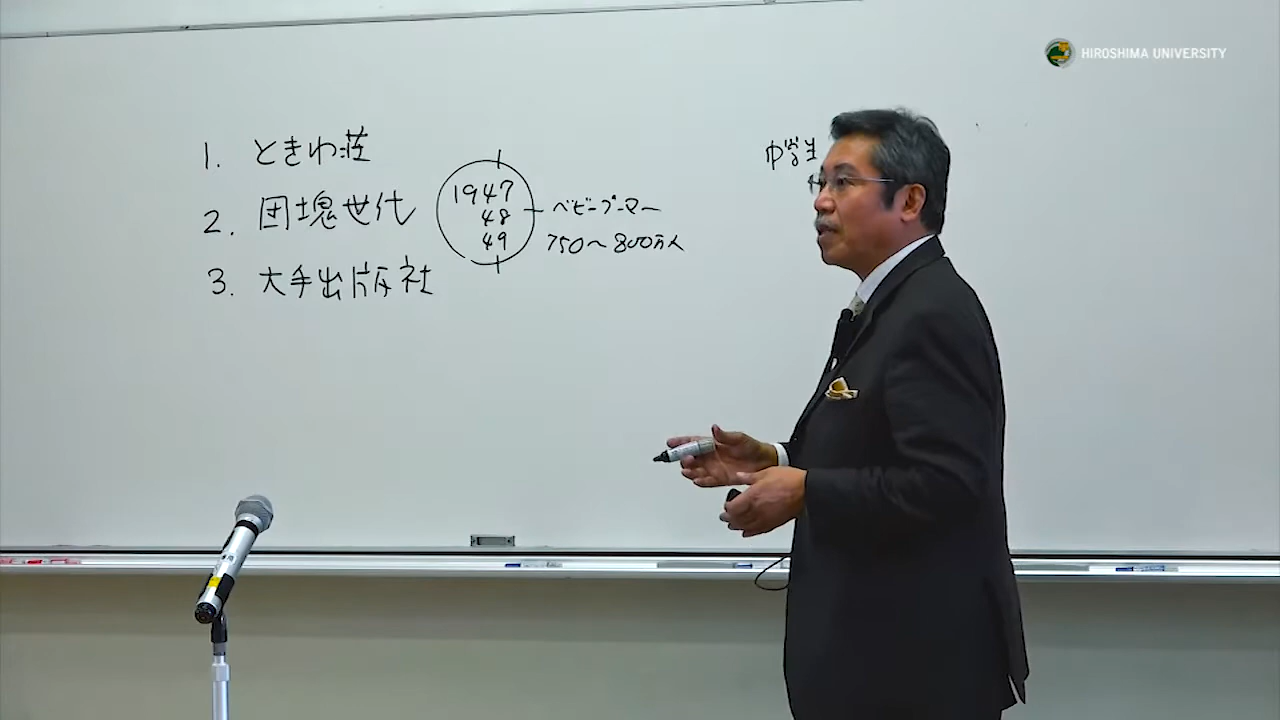 HIROSHIMA UNIVERSITY
1. ときわ荘
2. 団塊世代
3. 大手出版社
1947
48
49
ベビーブーマー
750〜800万人
中学生